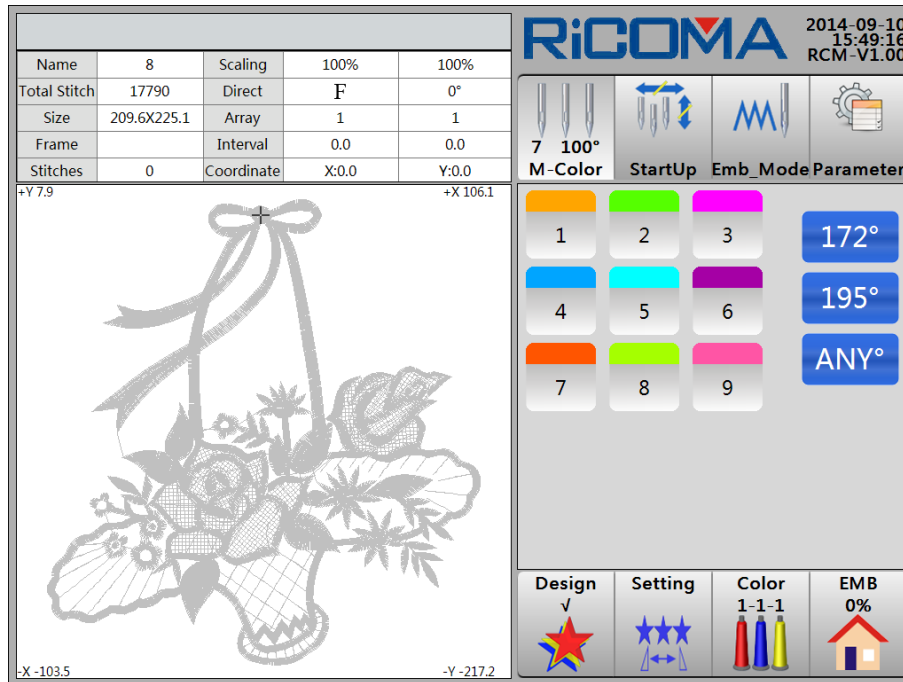 RiCOMA
2014-09-10
15:49:16
RCM-V1.00
Name 8 Scaling 100% 100%
Total Stitch 17790 Direct F 0°
Size 209.6X225.1 Array 1 1
Frame Interval 0.0 0.0
Stitches 0 Coordinate X:0.0 Y:0.0
7 100°
M-Color StartUp Emb_Mode Parameter
+Y 7.9 +X 106.1
1 2 3 172°
4 5 6 195°
7 8 9 ANY°
-X -103.5 -Y -217.2
Design Setting Color EMB
√ 1-1-1 0%